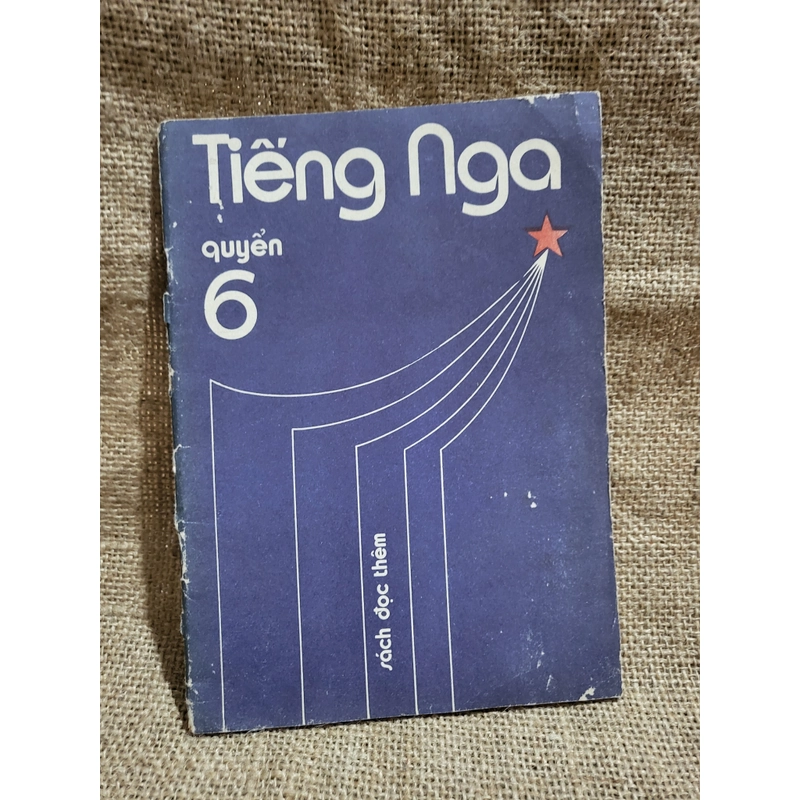 Tiếng Nga
quyển
6
sách đọc thêm